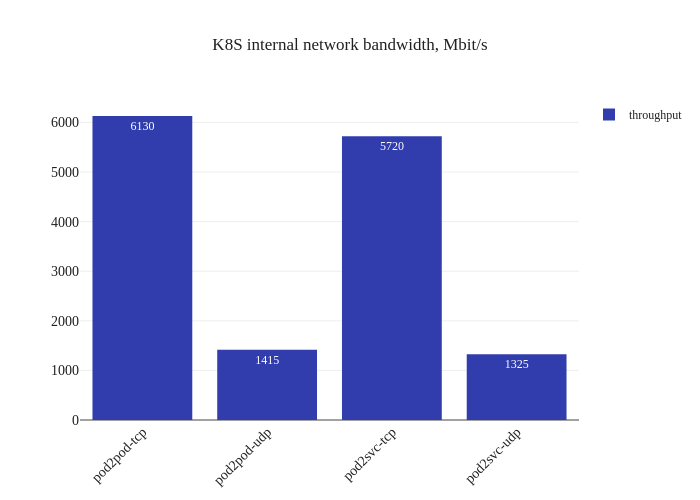 K8S internal network bandwidth, Mbit/s
throughput
6000
5000
4000
3000
2000
1000
0
6130
1415
5720
1325
pod2pod-tcp
pod2pod-udp
pod2svc-tcp
pod2svc-udp